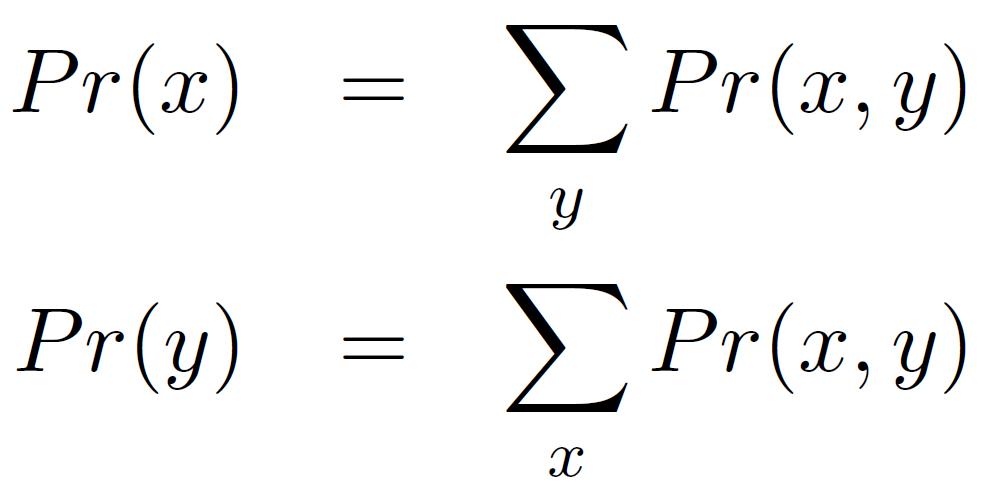 Pr(x) = ∑_y Pr(x, y)
Pr(y) = ∑_x Pr(x, y)